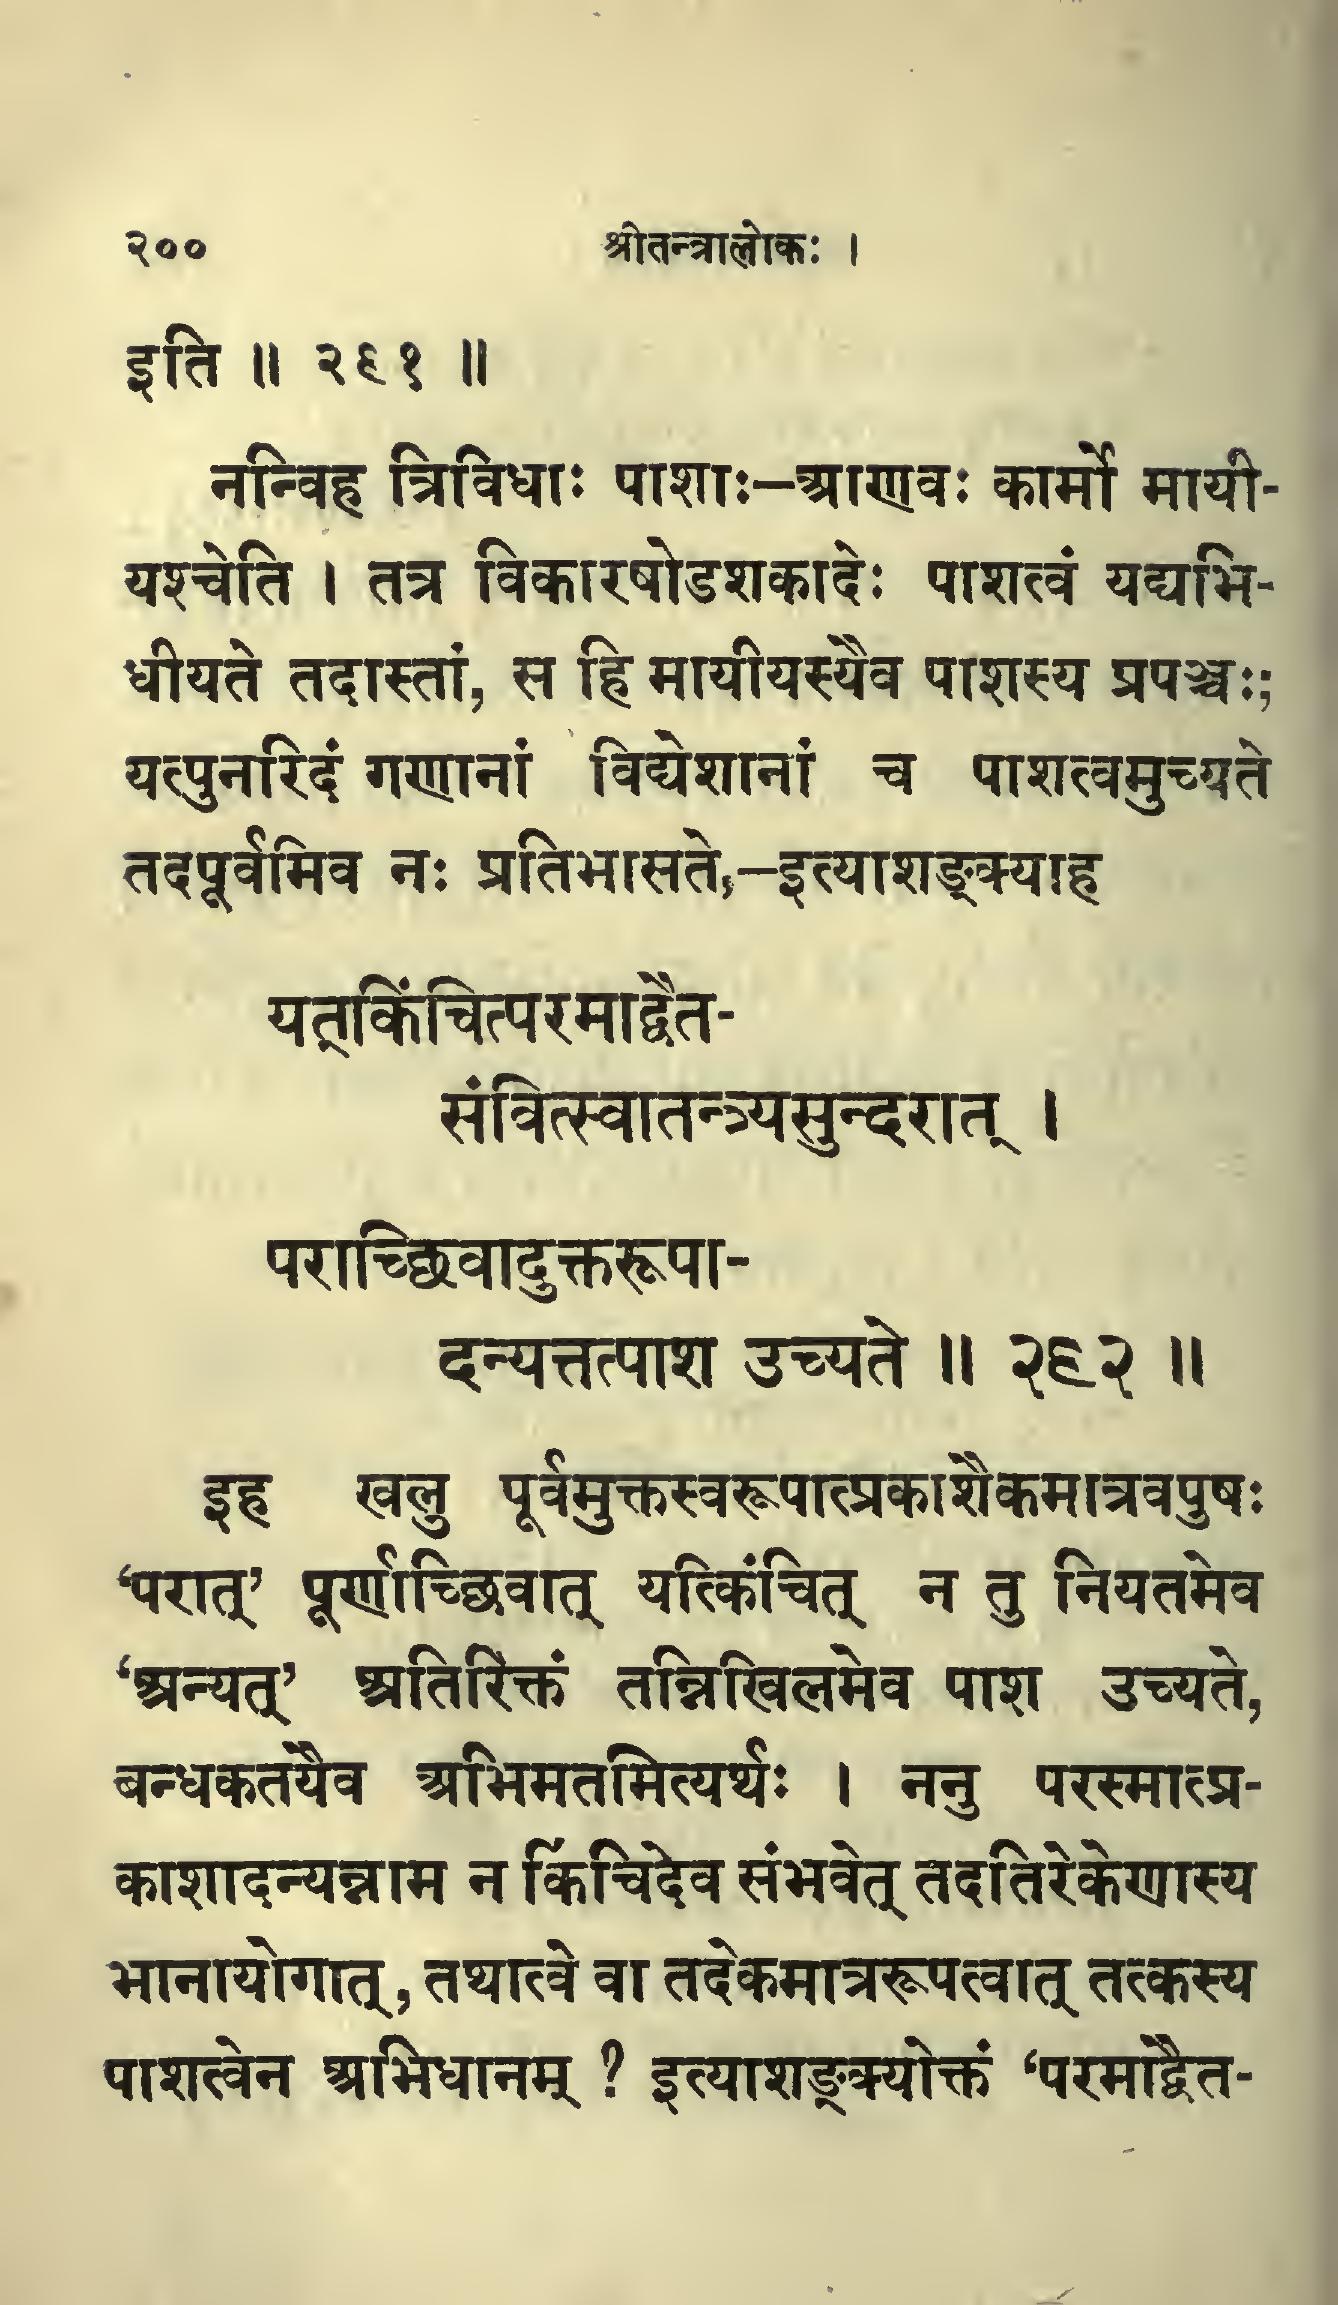 २०० श्रीतन्त्रालोकः ।
इति ॥ २९१ ॥
नन्विह त्रिविधाः पाशाः—आणवः कार्मो मायी-
यश्चेति । तत्र विकारषोडशकादेः पाशत्वं यद्यभि-
धीयते तदास्तां, स हि मायीयस्यैव पाशस्य प्रपञ्चः;
यत्पुनरिदं गणानां विद्येशानां च पाशत्वमुच्यते
तदपूर्वमिव नः प्रतिभासते,—इत्याशङ्क्याह
यत्किंचित्परमाद्वैत-
संवित्स्वातन्त्र्यसुन्दरात् ।
पराच्छिवादुक्तरूपा-
दन्यत्तत्पाश उच्यते ॥ २९२ ॥
इह खलु पूर्वमुक्तस्वरूपात्प्रकाशैकमात्रवपुषः
‘परात्’ पूर्णाच्छिवात् यत्किंचित् न तु नियतमेव
‘अन्यत्’ अतिरिक्तं तन्निखिलमेव पाश उच्यते,
बन्धकतयैव अभिमतमित्यर्थः । ननु परस्मात्प्र-
काशादन्यन्नाम न किंचिदेव संभवेत् तदतिरेकेणास्य
भानायोगात्, तथात्वे वा तदेकमात्ररूपत्वात् तत्कस्य
पाशत्वेन अभिधानम् ? इत्याशङ्क्योक्तं ‘परमाद्वैत-